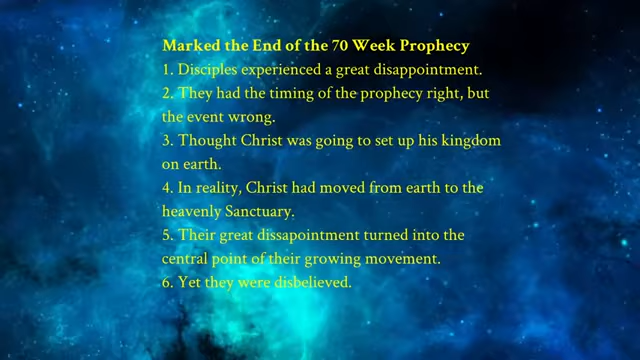 Marked the End of the 70 Week Prophecy
1. Disciples experienced a great disappointment.
2. They had the timing of the prophecy right, but
the event wrong.
3. Thought Christ was going to set up his kingdom
on earth.
4. In reality, Christ had moved from earth to the
heavenly Sanctuary.
5. Their great dissapointment turned into the
central point of their growing movement.
6. Yet they were disbelieved.